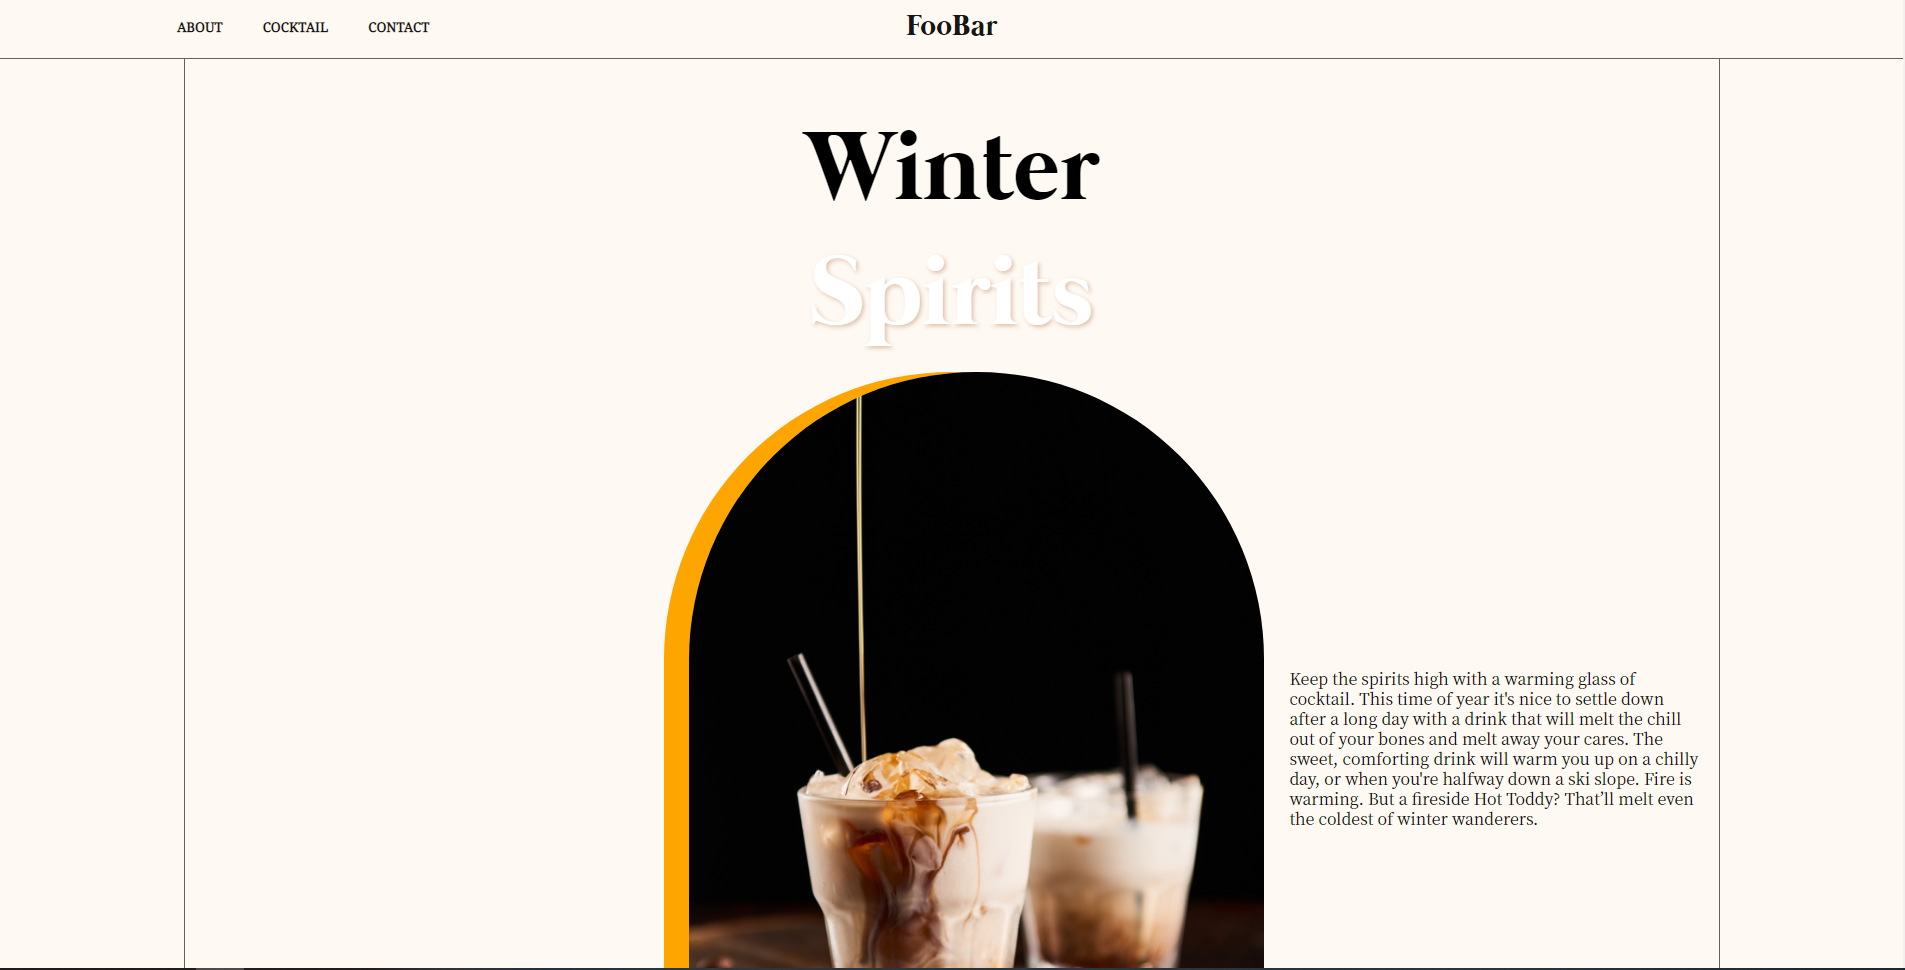 ABOUT COCKTAIL CONTACT FooBar
Winter
Spirits
Keep the spirits high with a warming glass of
cocktail. This time of year it's nice to settle down
after a long day with a drink that will melt the chill
out of your bones and melt away your cares. The
sweet, comforting drink will warm you up on a chilly
day, or when you're halfway down a ski slope. Fire is
warming. But a fireside Hot Toddy? That’ll melt even
the coldest of winter wanderers.